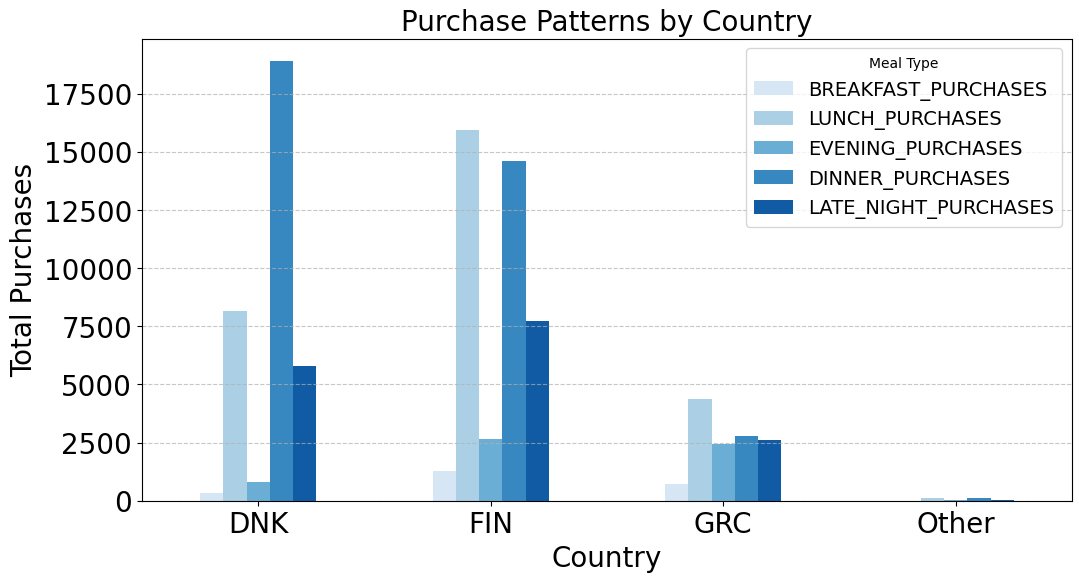 Purchase Patterns by Country
Meal Type
BREAKFAST_PURCHASES
LUNCH_PURCHASES
EVENING_PURCHASES
DINNER_PURCHASES
LATE_NIGHT_PURCHASES
Total Purchases
17500
15000
12500
10000
7500
5000
2500
0
DNK FIN GRC Other
Country